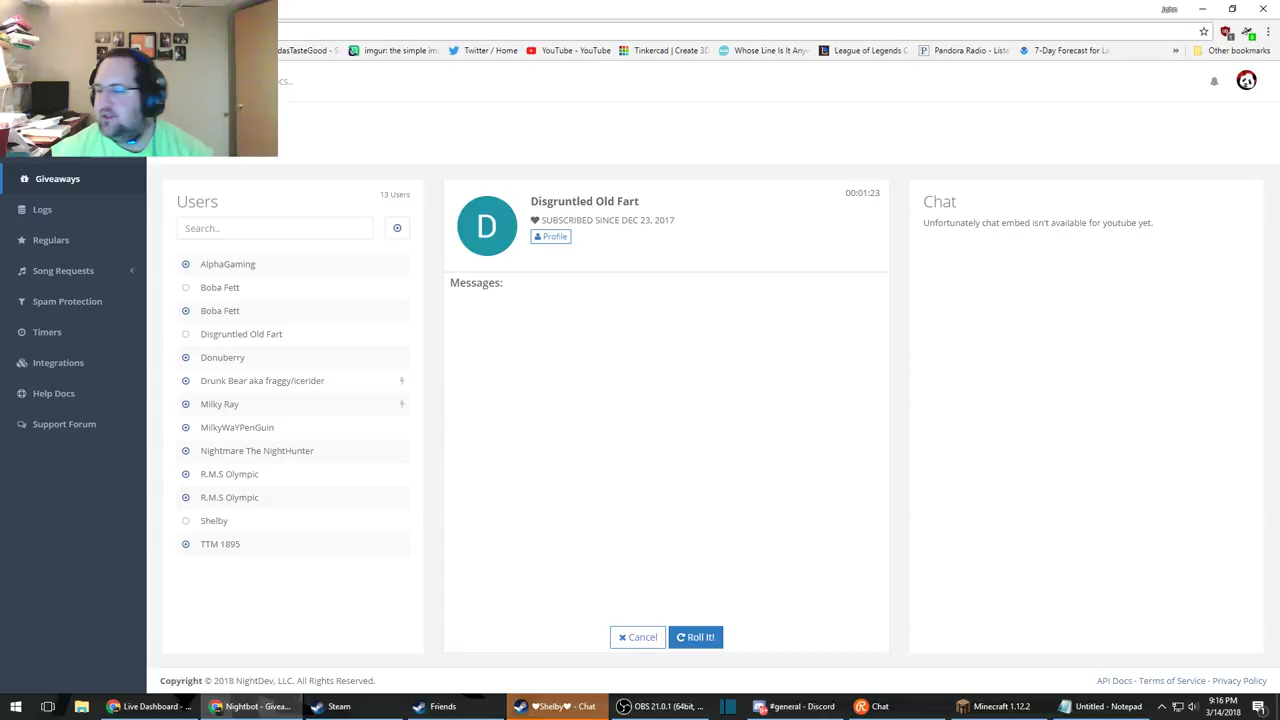 John
dasTasteGood - S
imgur: the simple im
Twitter / Home
YouTube - YouTube
Tinkercad | Create 3D
Whose Line Is It Any
League of Legends C
Pandora Radio - Liste
7-Day Forecast for La
»
Other bookmarks
cs..
Giveaways
Logs
Regulars
Song Requests
Spam Protection
Timers
Integrations
Help Docs
Support Forum
Users
13 Users
Search..
AlphaGaming
Boba Fett
Boba Fett
Disgruntled Old Fart
Donuberry
Drunk Bear aka fraggy/icerider
Milky Ray
MilkyWaYPenGuin
Nightmare The NightHunter
R.M.S Olympic
R.M.S Olympic
Shelby
TTM 1895
D
Disgruntled Old Fart
00:01:23
SUBSCRIBED SINCE DEC 23, 2017
Profile
Messages:
Cancel
Roll It!
Chat
Unfortunately chat embed isn't available for youtube yet.
Copyright © 2018 NightDev, LLC. All Rights Reserved.
API Docs · Terms of Service · Privacy Policy
Live Dashboard - ...
Nightbot - Givea...
Steam
Friends
♥Shelby♥ - Chat
OBS 21.0.1 (64bit, ...
#general - Discord
Chat
Minecraft 1.12.2
*Untitled - Notepad
9:16 PM
3/14/2018